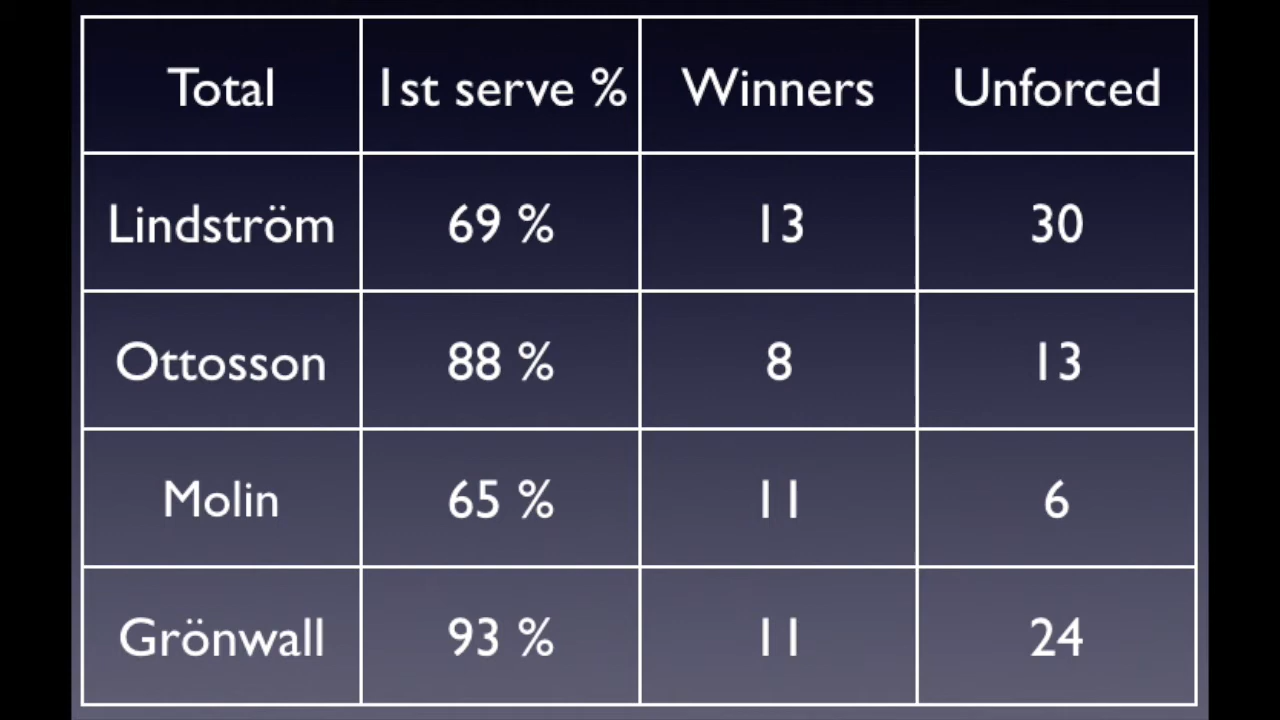 Total 1st serve % Winners Unforced
Lindström 69 % 13 30
Ottosson 88 % 8 13
Molin 65 % 11 6
Grönwall 93 % 11 24